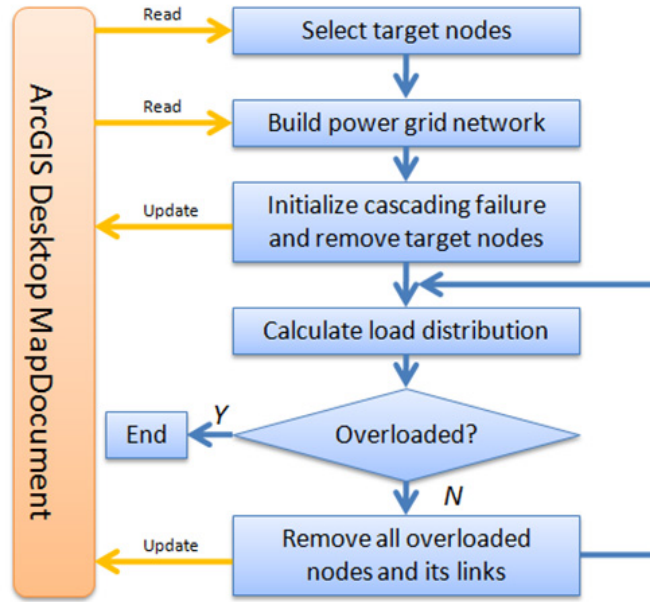 ArcGIS Desktop MapDocument
Read
Select target nodes
Read
Build power grid network
Update
Initialize cascading failure
and remove target nodes
Calculate load distribution
Y
End
Overloaded?
N
Update
Remove all overloaded
nodes and its links